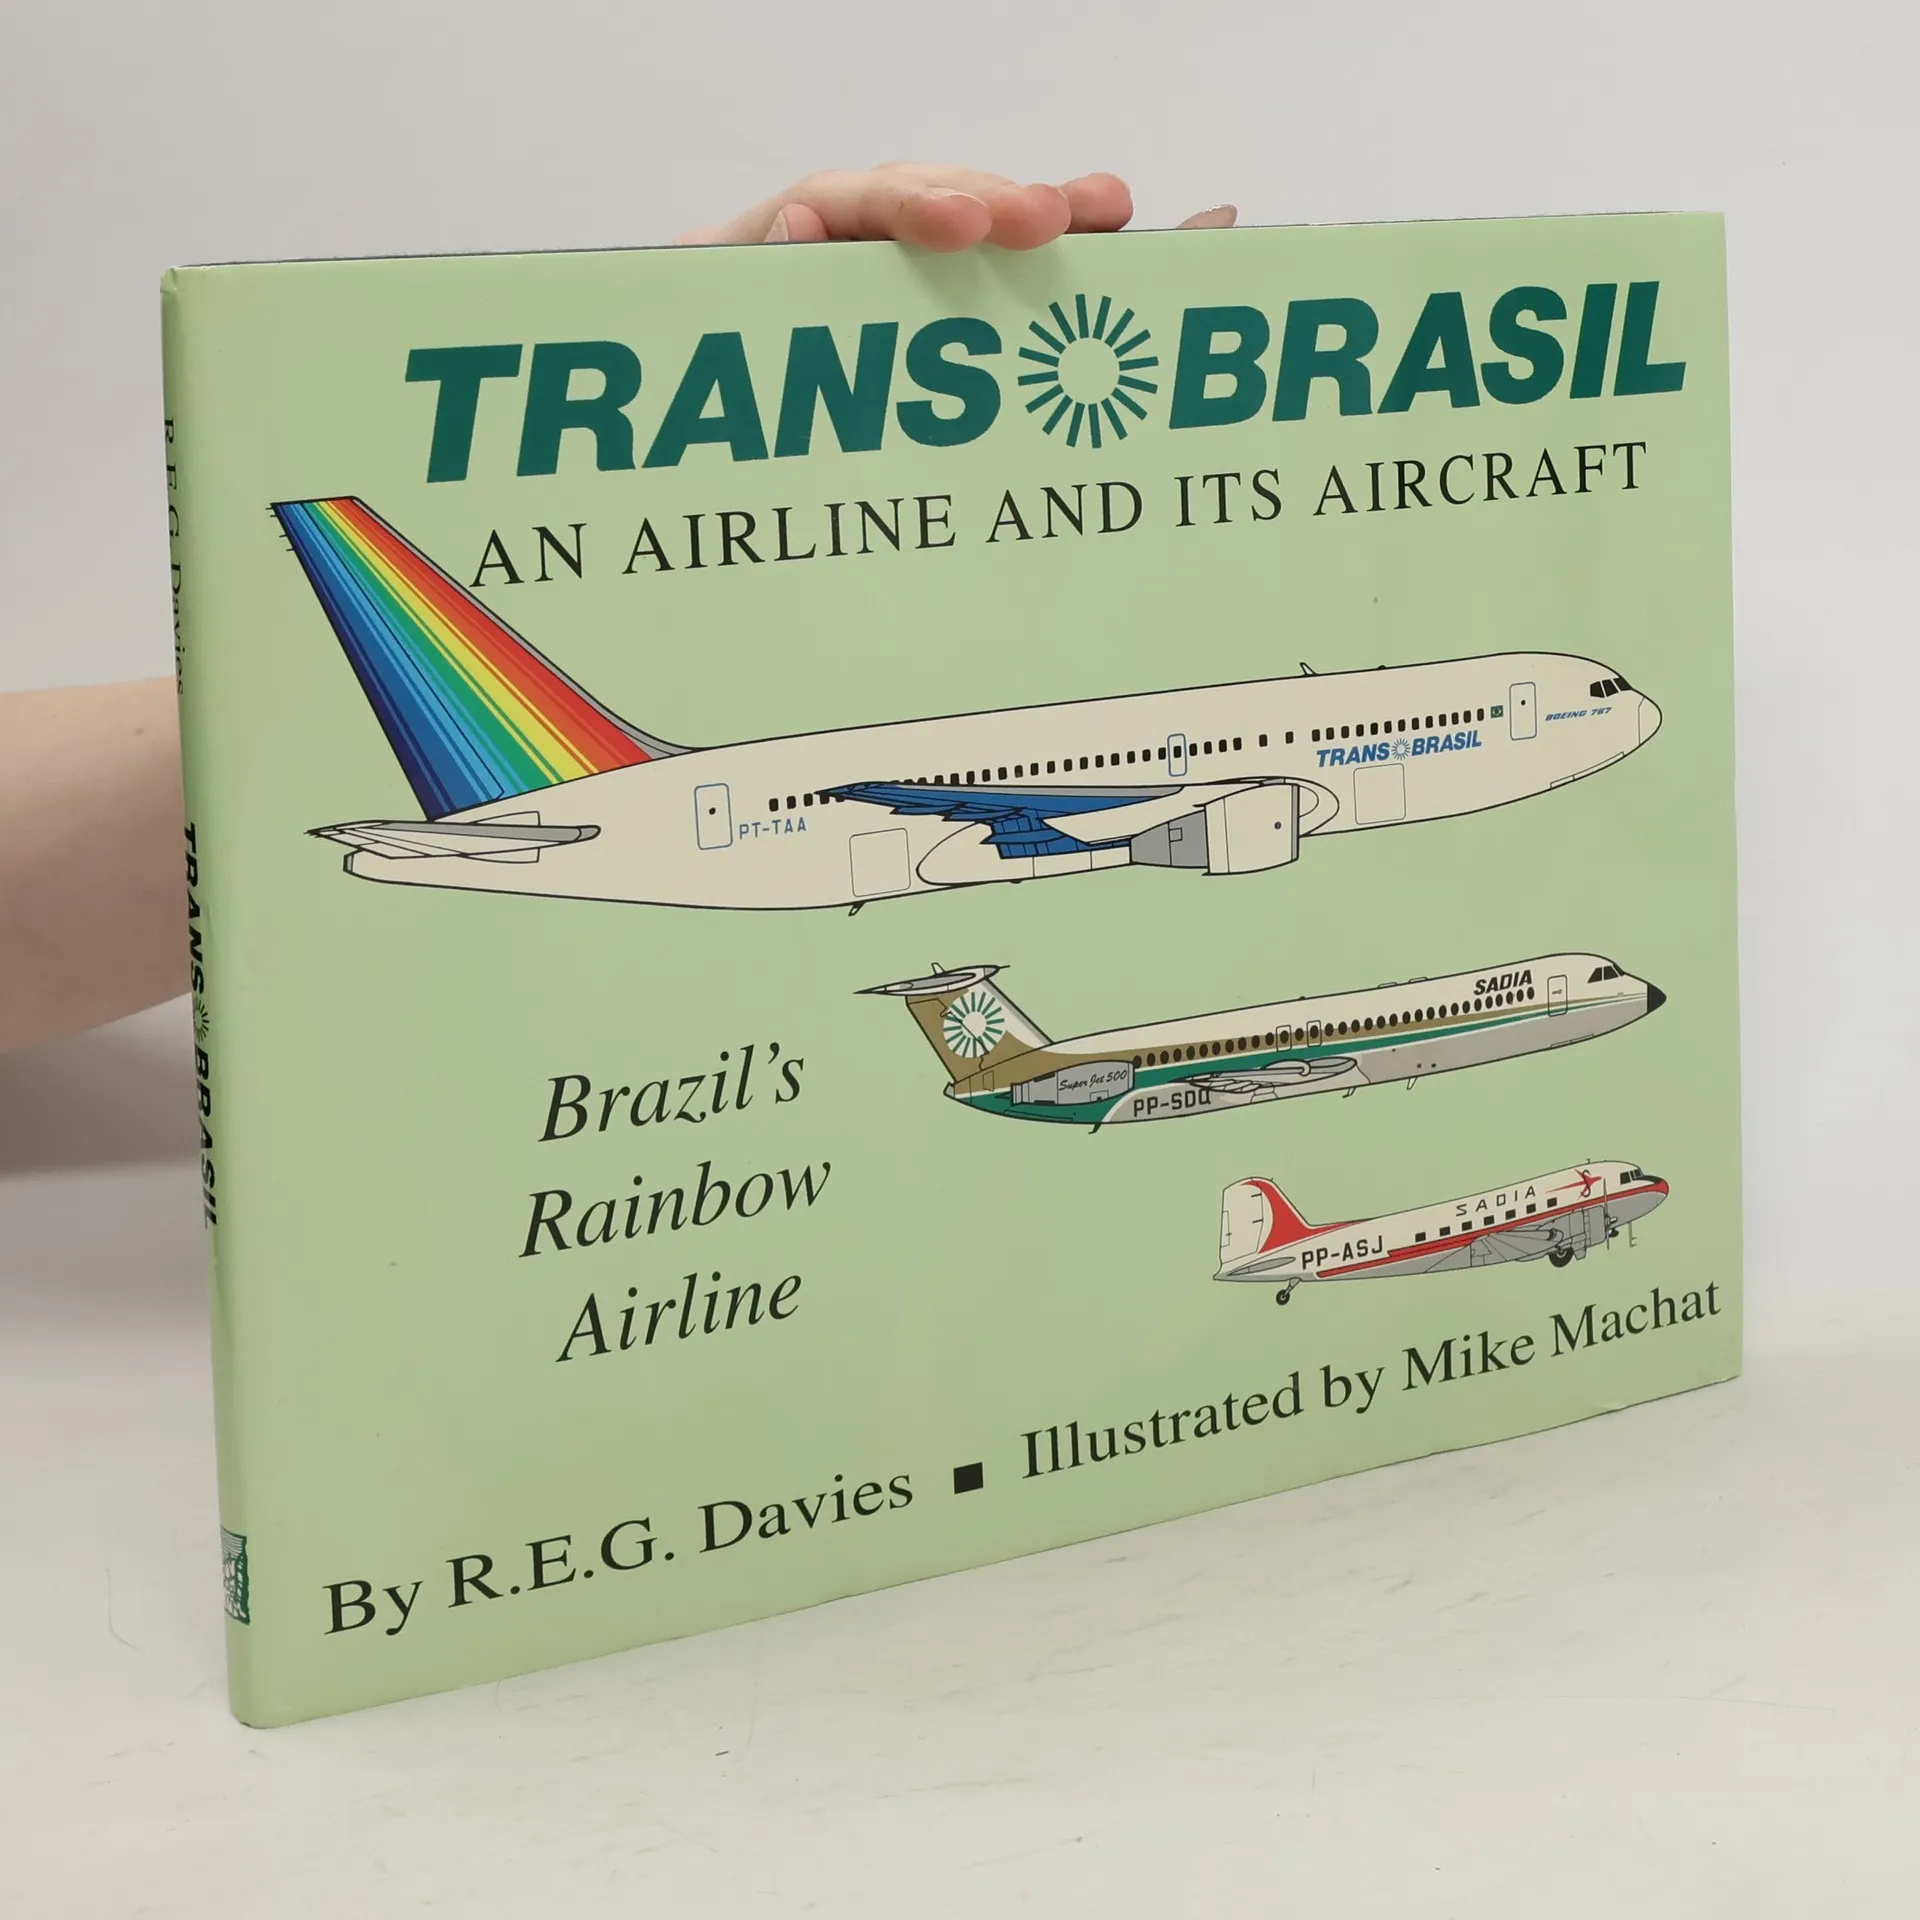 TRANS BRASIL
AN AIRLINE AND ITS AIRCRAFT
BOEING 767
TRANS BRASIL
PT-TAA
SADIA
Super Jet 500
PP-SDQ
SADIA
PP-ASJ
Brazil's
Rainbow
Airline
By R.E.G. Davies ■ Illustrated by Mike Machat
R.E.G. Davies
TRANS BRASIL